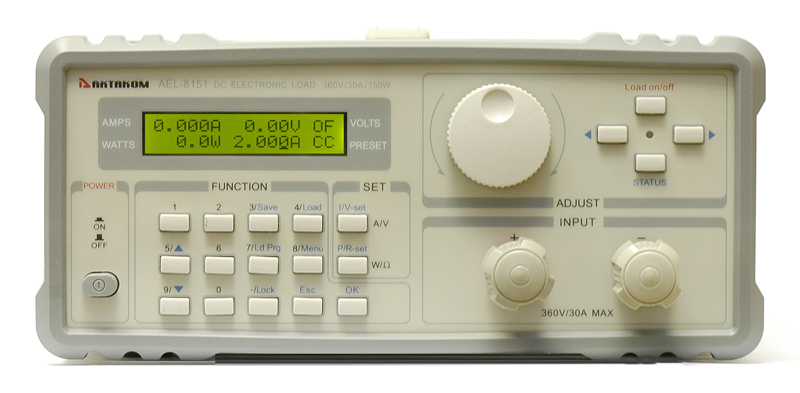 AKTAKOM AEL-8151 DC ELECTRONIC LOAD 360V/30A/150W
AMPS 0.000A 0.00V OF VOLTS
WATTS 0.0W 2.000A CC PRESET
Load on/off
STATUS
ADJUST
POWER
ON
OFF
FUNCTION
SET
1 2 3/Save 4/Load I/V-set
A/V
5/▲ 6 7/Ld Prg 8/Menu P/R-set
W/Ω
9/▼ 0 ·/Lock Esc OK
INPUT
+ −
360V/30A MAX